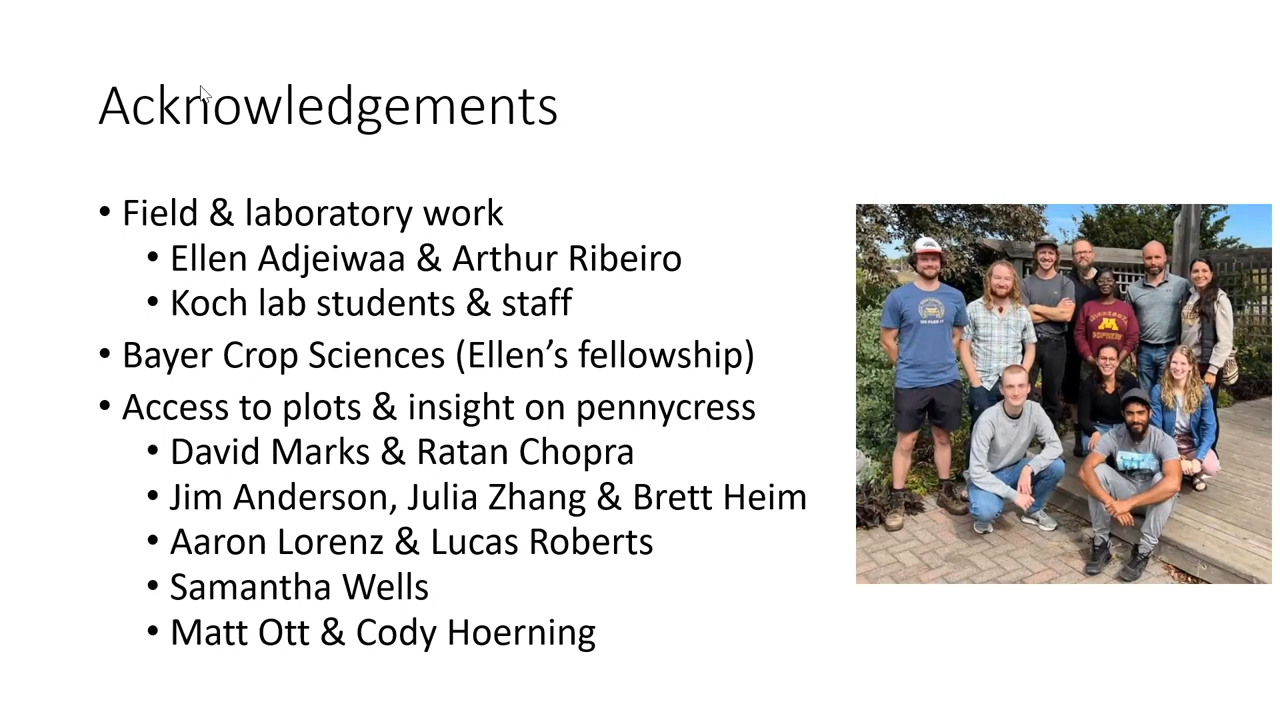 Acknowledgements
• Field & laboratory work
• Ellen Adjeiwaa & Arthur Ribeiro
• Koch lab students & staff
• Bayer Crop Sciences (Ellen’s fellowship)
• Access to plots & insight on pennycress
• David Marks & Ratan Chopra
• Jim Anderson, Julia Zhang & Brett Heim
• Aaron Lorenz & Lucas Roberts
• Samantha Wells
• Matt Ott & Cody Hoerning
Minnesota
M